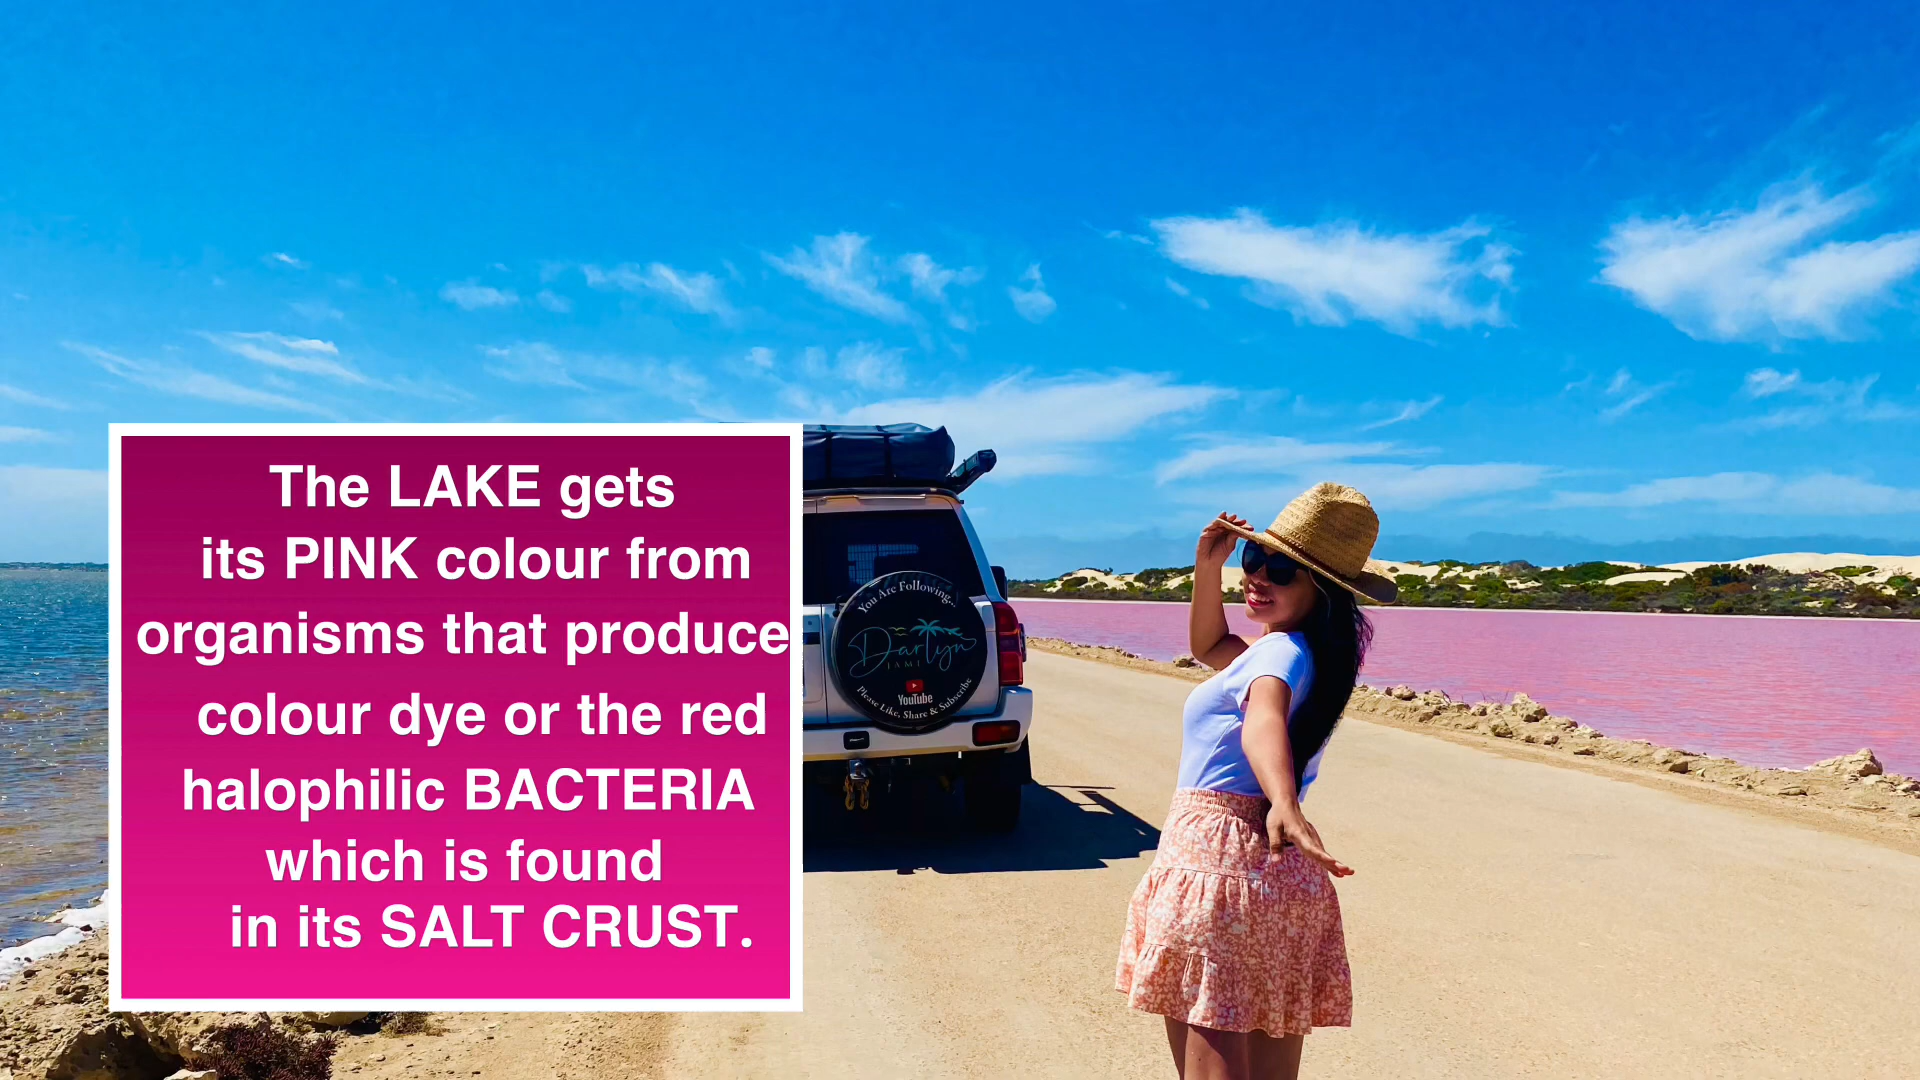 The LAKE gets
its PINK colour from
organisms that produce
colour dye or the red
halophilic BACTERIA
which is found
in its SALT CRUST.
You Are Following...
Darlyn
IAMI
YouTube
Please Like, Share & Subscribe